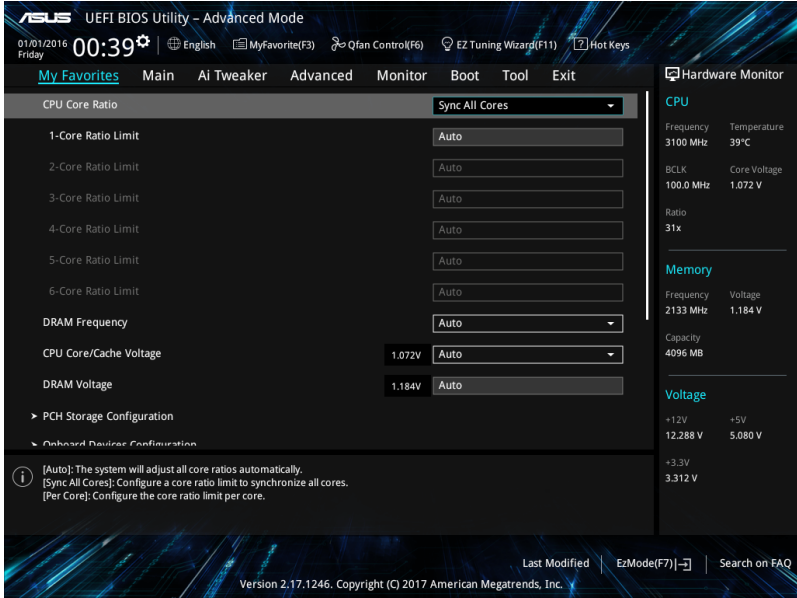 ASUS UEFI BIOS Utility – Advanced Mode
01/01/2016 Friday 00:39 English MyFavorite(F3) Qfan Control(F6) EZ Tuning Wizard(F11) ? Hot Keys
My Favorites Main Ai Tweaker Advanced Monitor Boot Tool Exit
CPU Core Ratio Sync All Cores
1-Core Ratio Limit Auto
2-Core Ratio Limit Auto
3-Core Ratio Limit Auto
4-Core Ratio Limit Auto
5-Core Ratio Limit Auto
6-Core Ratio Limit Auto
DRAM Frequency Auto
CPU Core/Cache Voltage 1.072V Auto
DRAM Voltage 1.184V Auto
> PCH Storage Configuration
> Onboard Devices Configuration
[Auto]: The system will adjust all core ratios automatically.
[Sync All Cores]: Configure a core ratio limit to synchronize all cores.
[Per Core]: Configure the core ratio limit per core.
Hardware Monitor
CPU
Frequency Temperature
3100 MHz 39°C
BCLK Core Voltage
100.0 MHz 1.072 V
Ratio
31x
Memory
Frequency Voltage
2133 MHz 1.184 V
Capacity
4096 MB
Voltage
+12V +5V
12.288 V 5.080 V
+3.3V
3.312 V
Last Modified EzMode(F7) Search on FAQ
Version 2.17.1246. Copyright (C) 2017 American Megatrends, Inc.